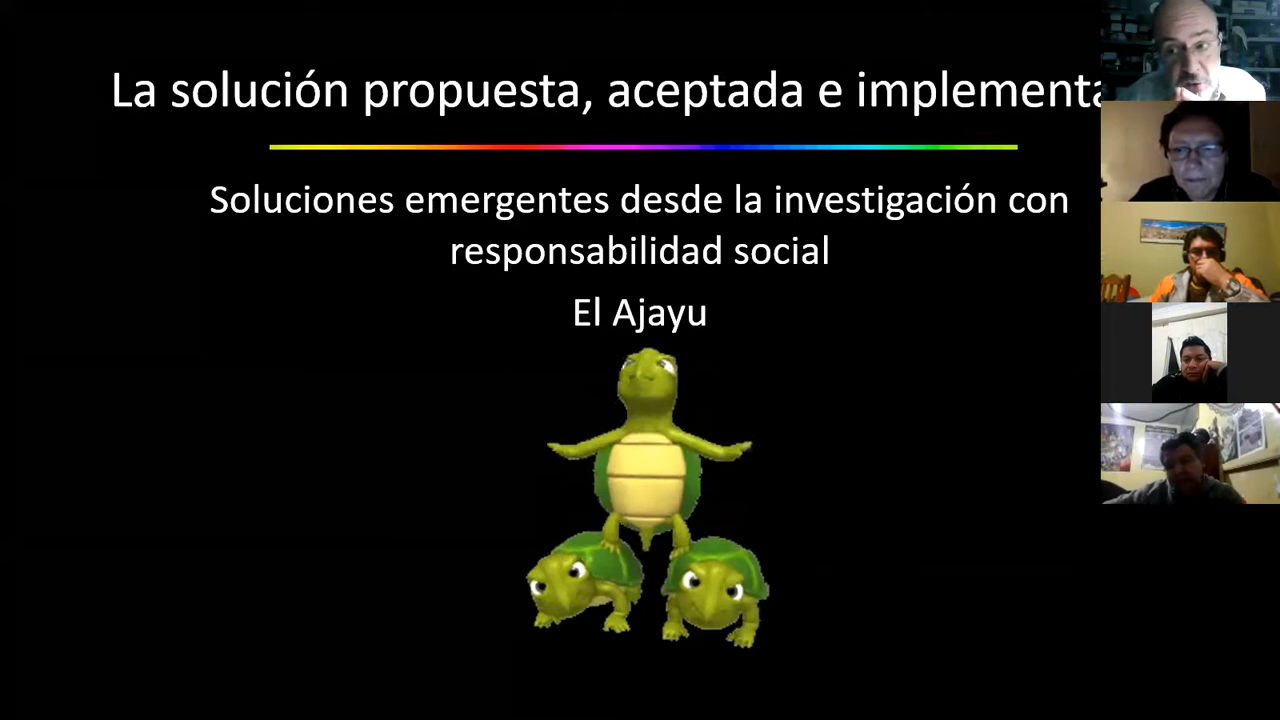 La solución propuesta, aceptada e implementa
Soluciones emergentes desde la investigación con
responsabilidad social
El Ajayu